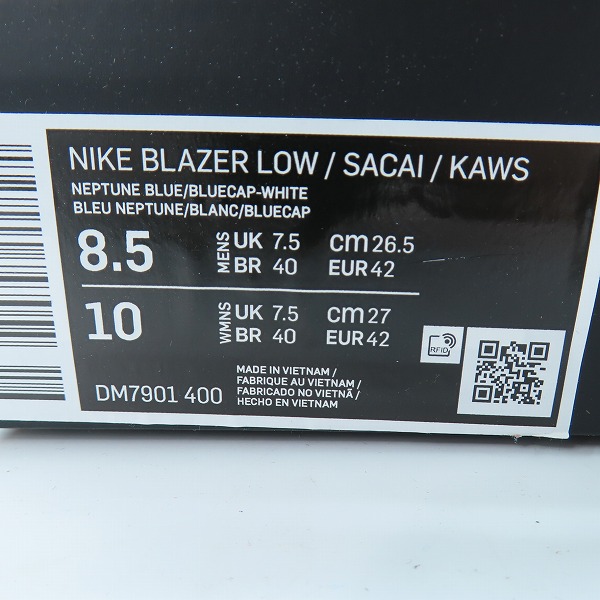 NIKE BLAZER LOW / SACAI / KAWS
NEPTUNE BLUE/BLUECAP-WHITE
BLEU NEPTUNE/BLANC/BLUECAP
8.5 MENS UK 7.5 cm 26.5
BR 40 EUR 42
10 WMNS UK 7.5 cm 27
BR 40 EUR 42
RFID
DM7901 400
MADE IN VIETNAM /
FABRIQUE AU VIETNAM /
FABRICADO NO VIETNÃ /
HECHO EN VIETNAM